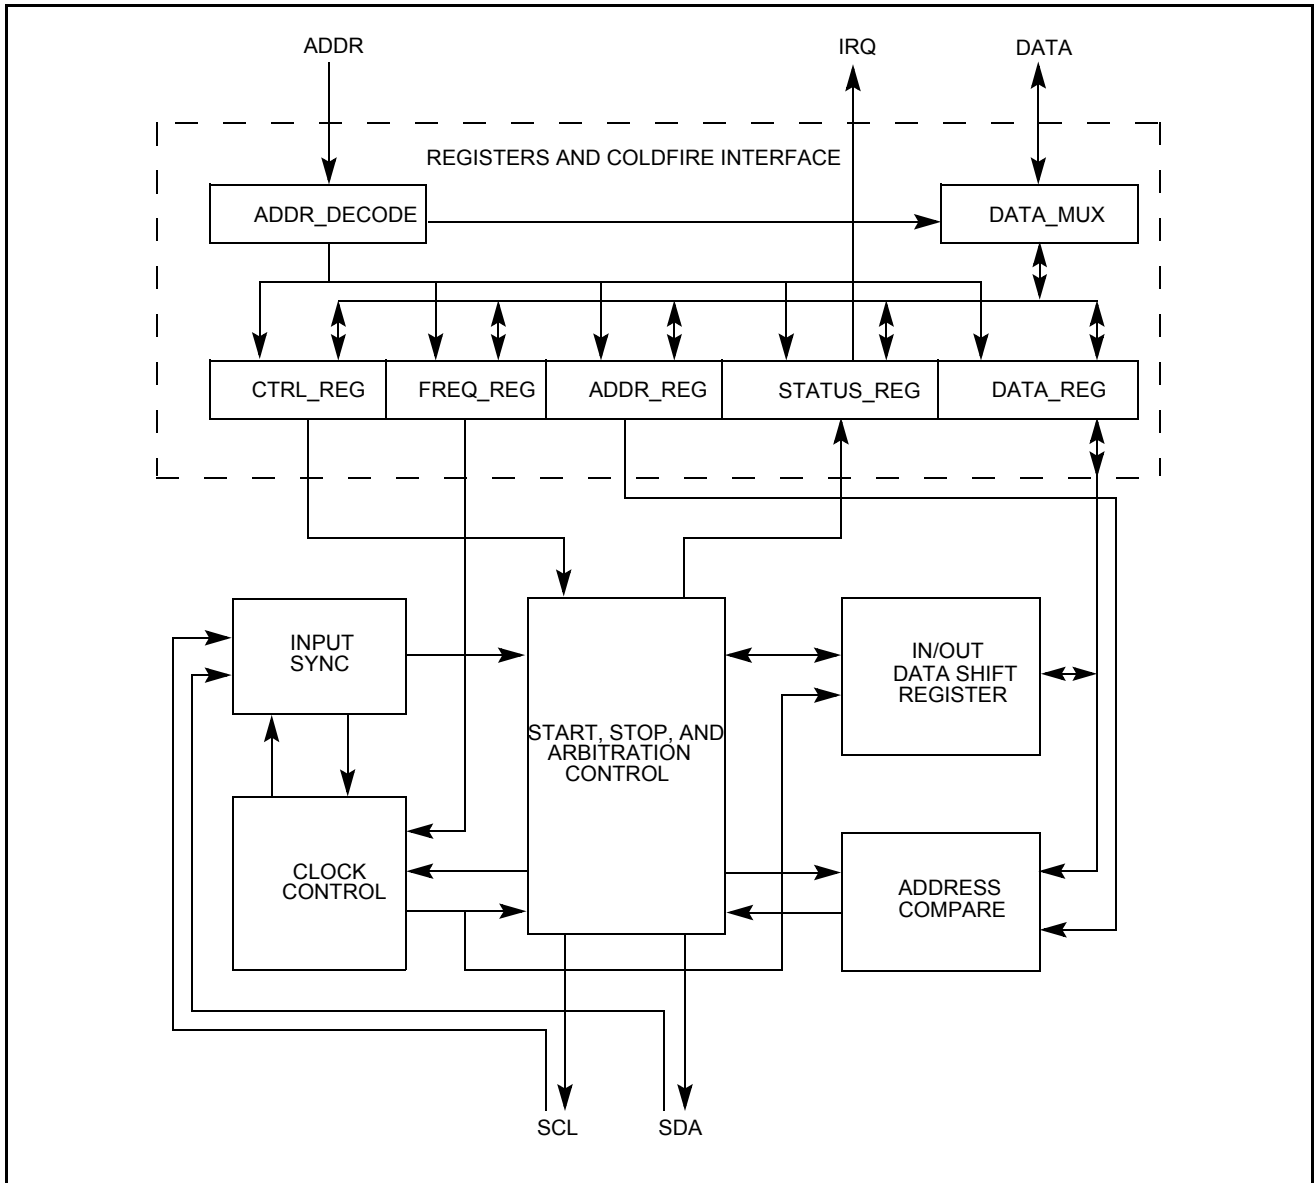 ADDR
IRQ
DATA
REGISTERS AND COLDFIRE INTERFACE
ADDR_DECODE
DATA_MUX
CTRL_REG
FREQ_REG
ADDR_REG
STATUS_REG
DATA_REG
INPUT
SYNC
IN/OUT
DATA SHIFT
REGISTER
START, STOP, AND
ARBITRATION
CONTROL
CLOCK
CONTROL
ADDRESS
COMPARE
SCL
SDA